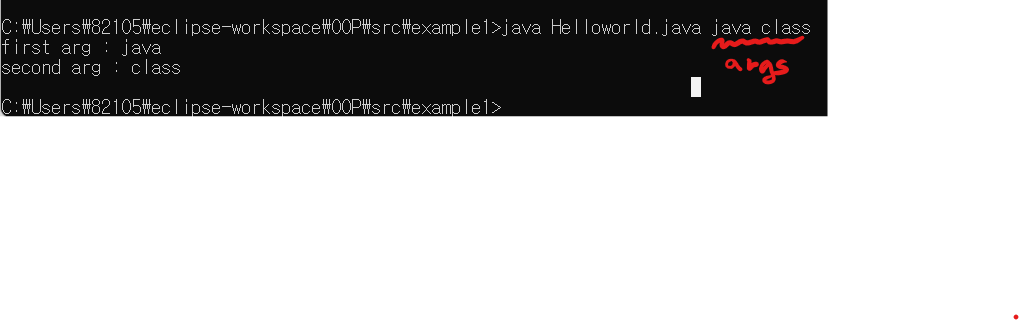 C:₩Users₩82105₩eclipse-workspace₩OOP₩src₩example1>java Helloworld.java java class
first arg : java
second arg : class
args
C:₩Users₩82105₩eclipse-workspace₩OOP₩src₩example1>